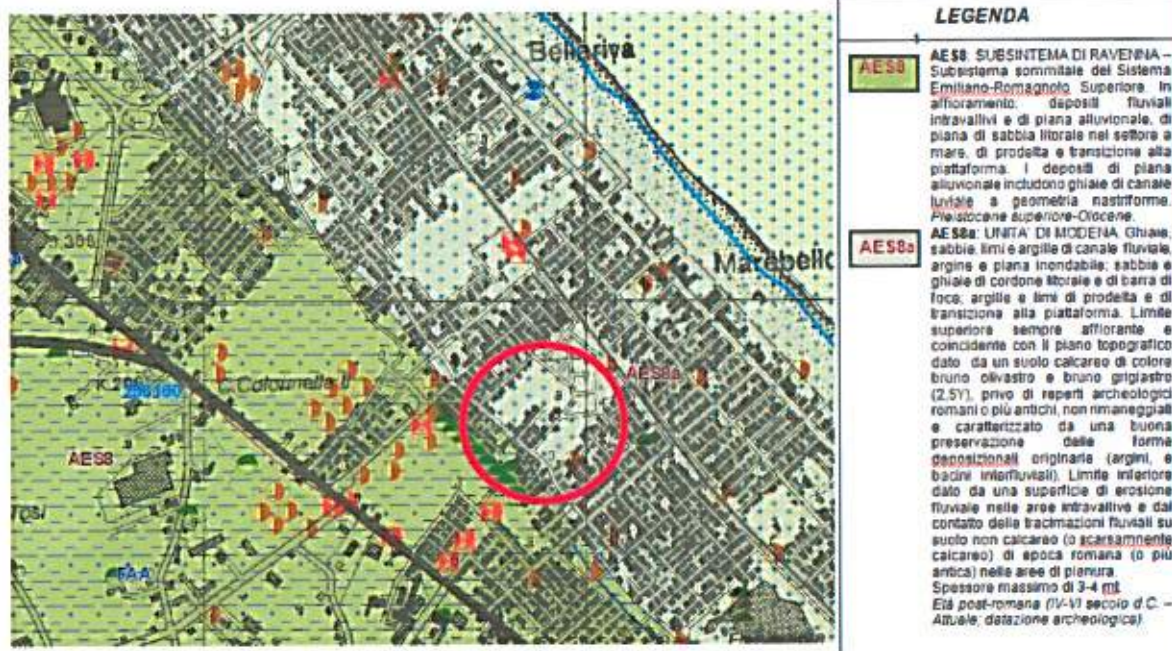 Bellariva
Marebello
C. Colonnella II
256160
AES8a
AES8
TOSI
FAA
LEGENDA
AES8
AES8: SUBSINTEMA DI RAVENNA –
Subsistema sommitale del Sistema
Emiliano-Romagnolo Superiore. In
affioramento: depositi fluviali
intravallivi e di piana alluvionale, di
piana di sabbia litorale nel settore a
mare, di prodelta e transizione alla
piattaforma. I depositi di piana
alluvionale includono ghiaie di canale
luviale a geometria nastriforme.
Pleistocene superiore-Olocene.
AES8a
AES8a: UNITA' DI MODENA. Ghiaie,
sabbie, limi e argille di canale fluviale,
argine e piana inondabile; sabbie e
ghiaie di cordone litorale e di barra di
foce; argille e limi di prodelta e di
transizione alla piattaforma. Limite
superiore sempre affiorante e
coincidente con il piano topografico
dato da un suolo calcareo di colore
bruno olivastro e bruno grigiastro
(2.5Y), privo di reperti archeologici
romani o più antichi, non rimaneggiati
e caratterizzato da una buona
preservazione delle forme
deposizionali originarie (argini, e
bacini interfluviali). Limite inferiore
dato da una superficie di erosione
fluviale nelle aree intravallive e dal
contatto delle tracimazioni fluviali su
suolo non calcareo (o scarsamnente
calcareo) di epoca romana (o più
antica) nelle aree di pianura.
Spessore massimo di 3-4 mt.
Età post-romana (IV-VI secolo d.C. –
Attuale; datazione archeologica)